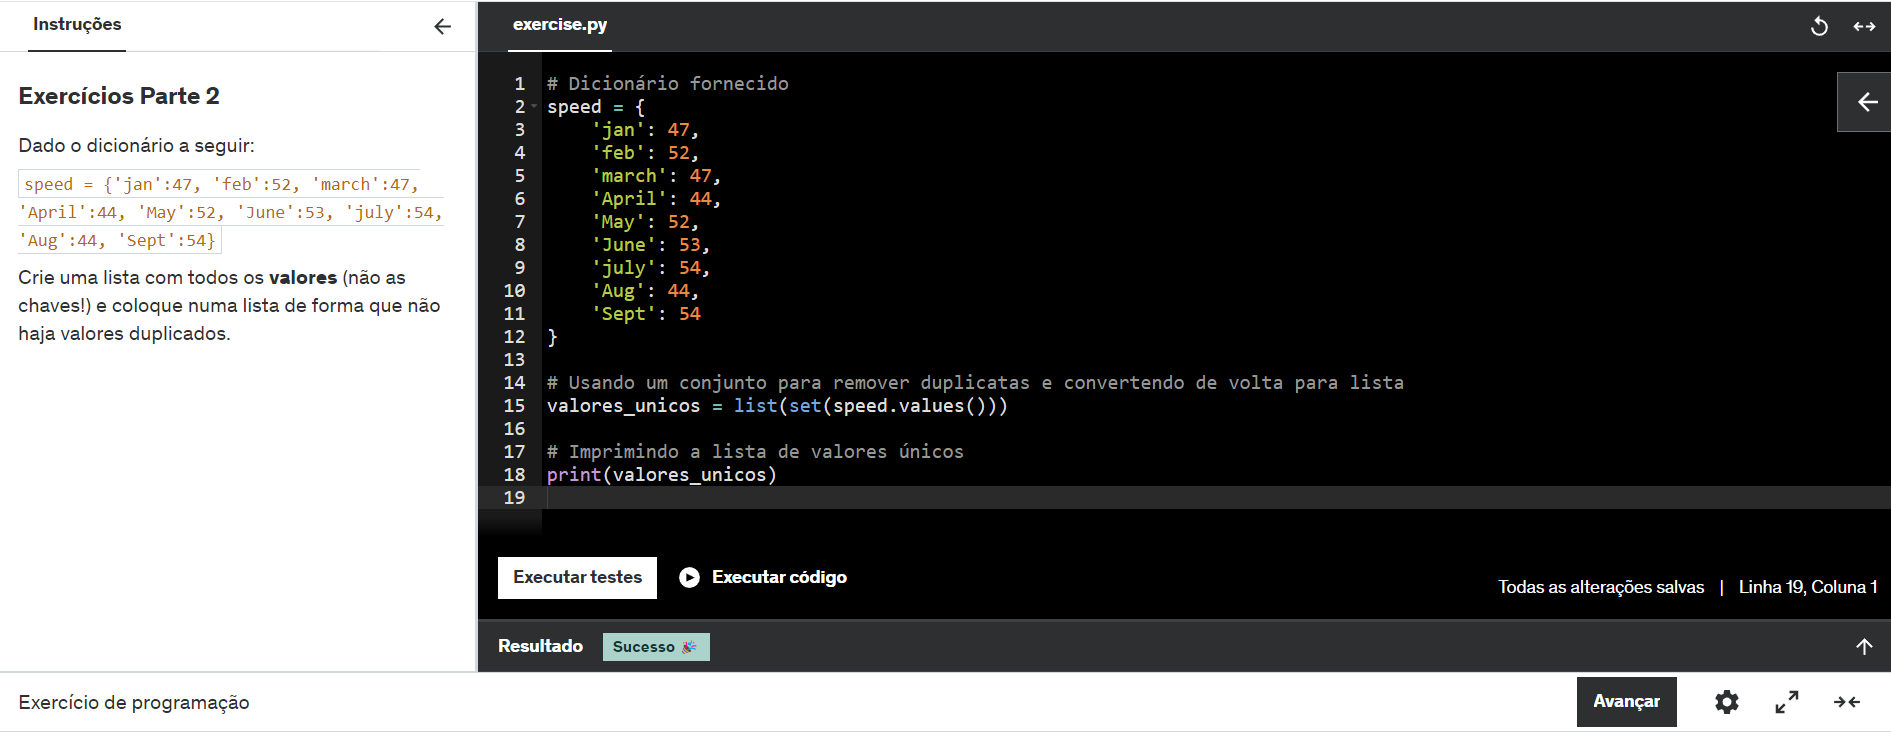 Instruções
Exercícios Parte 2
Dado o dicionário a seguir:
speed = {'jan':47, 'feb':52, 'march':47,
'April':44, 'May':52, 'June':53, 'july':54,
'Aug':44, 'Sept':54}
Crie uma lista com todos os valores (não as
chaves!) e coloque numa lista de forma que não
haja valores duplicados.
exercise.py
1 # Dicionário fornecido
2 speed = {
3     'jan': 47,
4     'feb': 52,
5     'march': 47,
6     'April': 44,
7     'May': 52,
8     'June': 53,
9     'july': 54,
10     'Aug': 44,
11     'Sept': 54
12 }
13
14 # Usando um conjunto para remover duplicatas e convertendo de volta para lista
15 valores_unicos = list(set(speed.values()))
16
17 # Imprimindo a lista de valores únicos
18 print(valores_unicos)
19
Executar testes Executar código
Todas as alterações salvas | Linha 19, Coluna 1
Resultado Sucesso 🎉
Exercício de programação
Avançar